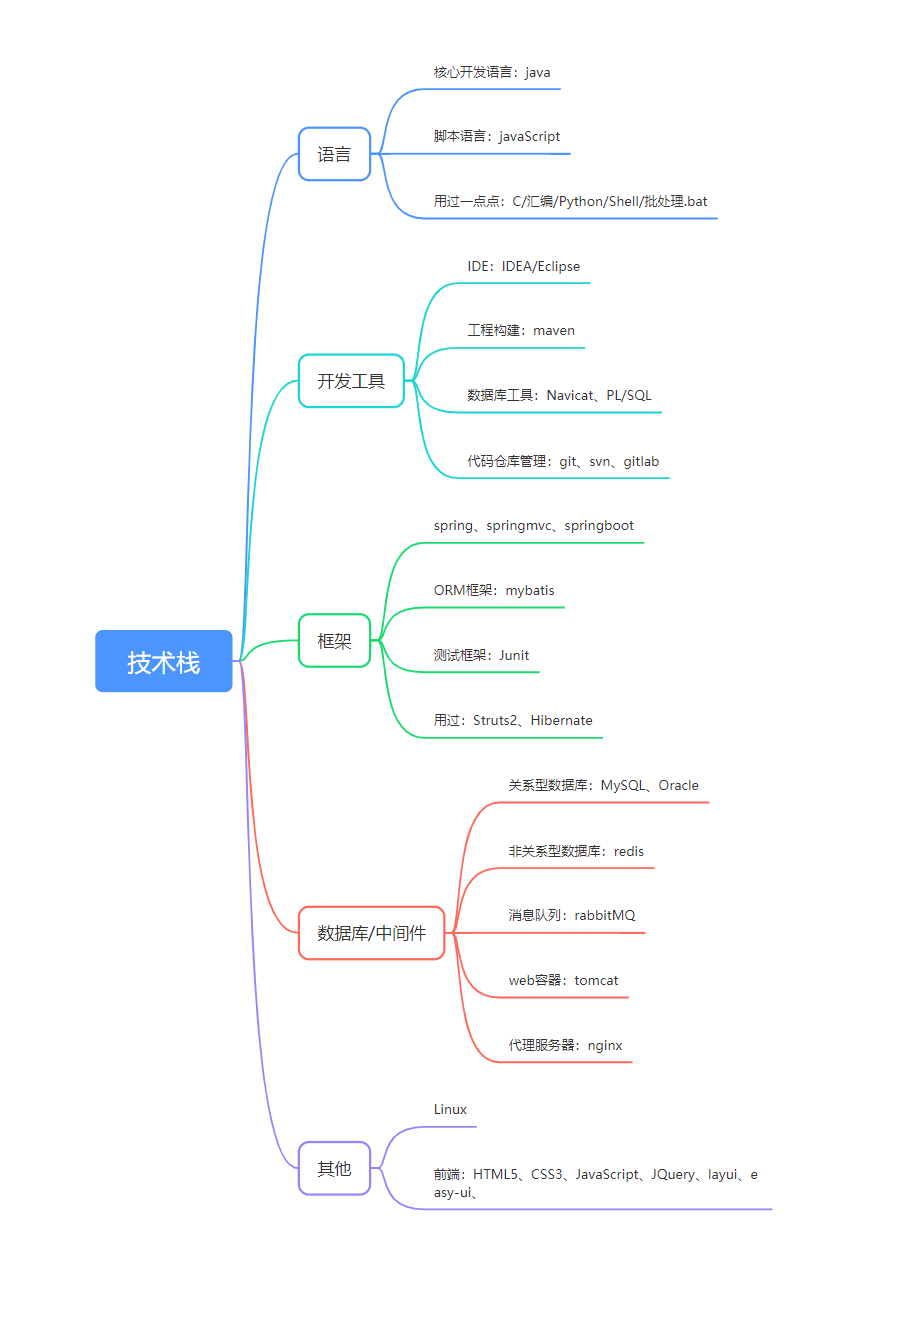 核心开发语言：java
脚本语言：javaScript
语言
用过一点点：C/汇编/Python/Shell/批处理.bat
IDE：IDEA/Eclipse
工程构建：maven
开发工具
数据库工具：Navicat、PL/SQL
代码仓库管理：git、svn、gitlab
spring、springmvc、springboot
ORM框架：mybatis
框架
测试框架：Junit
技术栈
用过：Struts2、Hibernate
关系型数据库：MySQL、Oracle
非关系型数据库：redis
消息队列：rabbitMQ
数据库/中间件
web容器：tomcat
代理服务器：nginx
Linux
其他
前端：HTML5、CSS3、JavaScript、JQuery、layui、e
asy-ui、